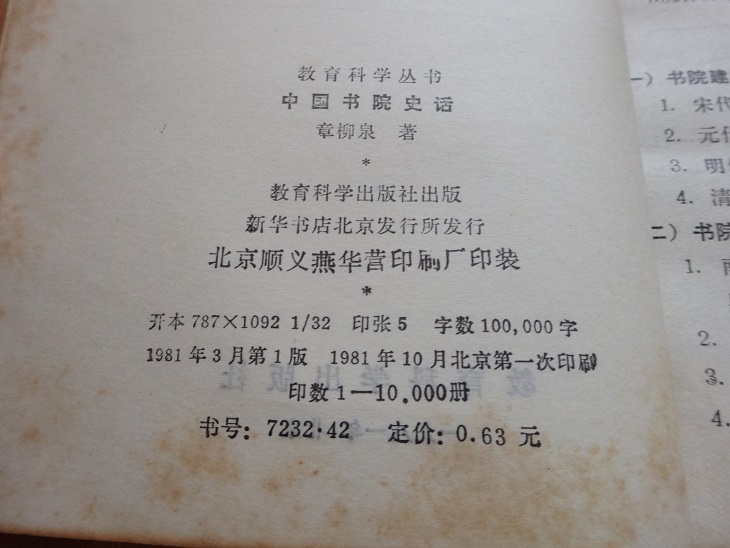 教育科学丛书
中国书院史话
章柳泉 著
*
教育科学出版社出版
新华书店北京发行所发行
北京顺义燕华营印刷厂印装
*
开本 787×1092 1/32 印张 5 字数 100,000 字
1981 年 3 月第 1 版 1981 年 10 月北京第一次印刷
印数 1—10.000册
书号: 7232·42 定价: 0.63 元
一) 书院建
1. 宋代
2. 元代
3. 明
4. 清
二) 书院
1.
2.
3.
4.